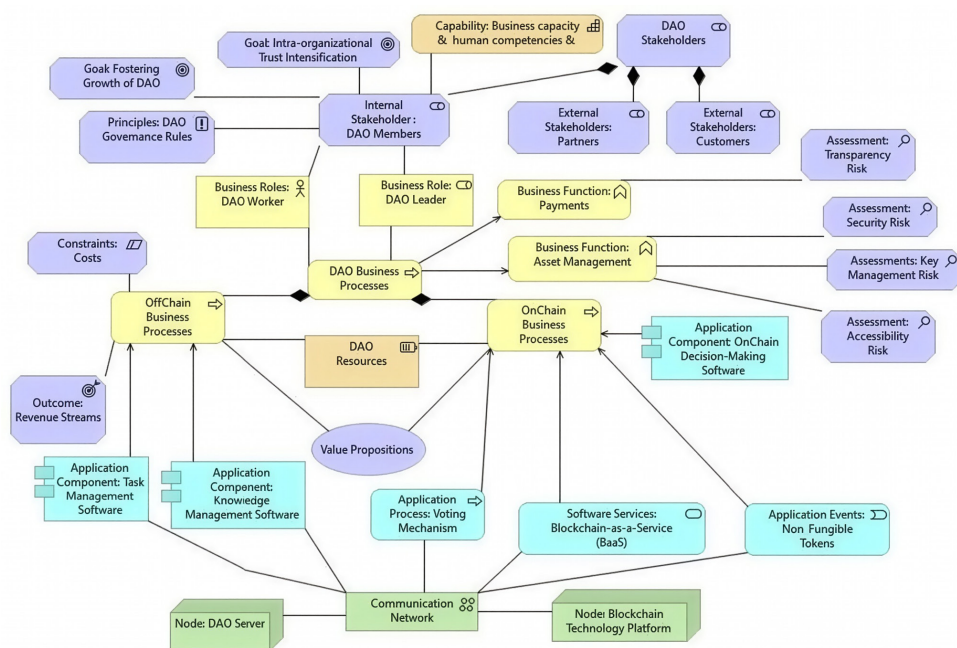 Capability: Business capacity
& human competencies &
DAO
Stakeholders
Goal: Intra-organizational
Trust Intensification
Goak Fostering
Growth of DAO
Internal
Stakeholder:
DAO Members
External
Stakeholders:
Partners
External
Stakeholders:
Customers
Principles: DAO
Governance Rules
Assessment:
Transparency
Risk
Business Roles:
DAO Worker
Business Role:
DAO Leader
Business Function:
Payments
Assessment:
Security Risk
Constraints:
Costs
Business Function:
Asset Management
Assessments: Key
Management Risk
DAO Business
Processes
OffChain
Business
Processes
OnChain
Business
Processes
Assessment:
Accessibility
Risk
Application
Component: OnChain
Decision-Making
Software
DAO
Resources
Outcome:
Revenue Streams
Value Propositions
Application
Component: Task
Management
Software
Application
Component:
Knowledge
Management Software
Application
Process: Voting
Mechanism
Software Services:
Blockchain-as-a-Service
(BaaS)
Application Events:
Non Fungible
Tokens
Communication
Network
Node: DAO Server
Node: Blockchain
Technology Platform